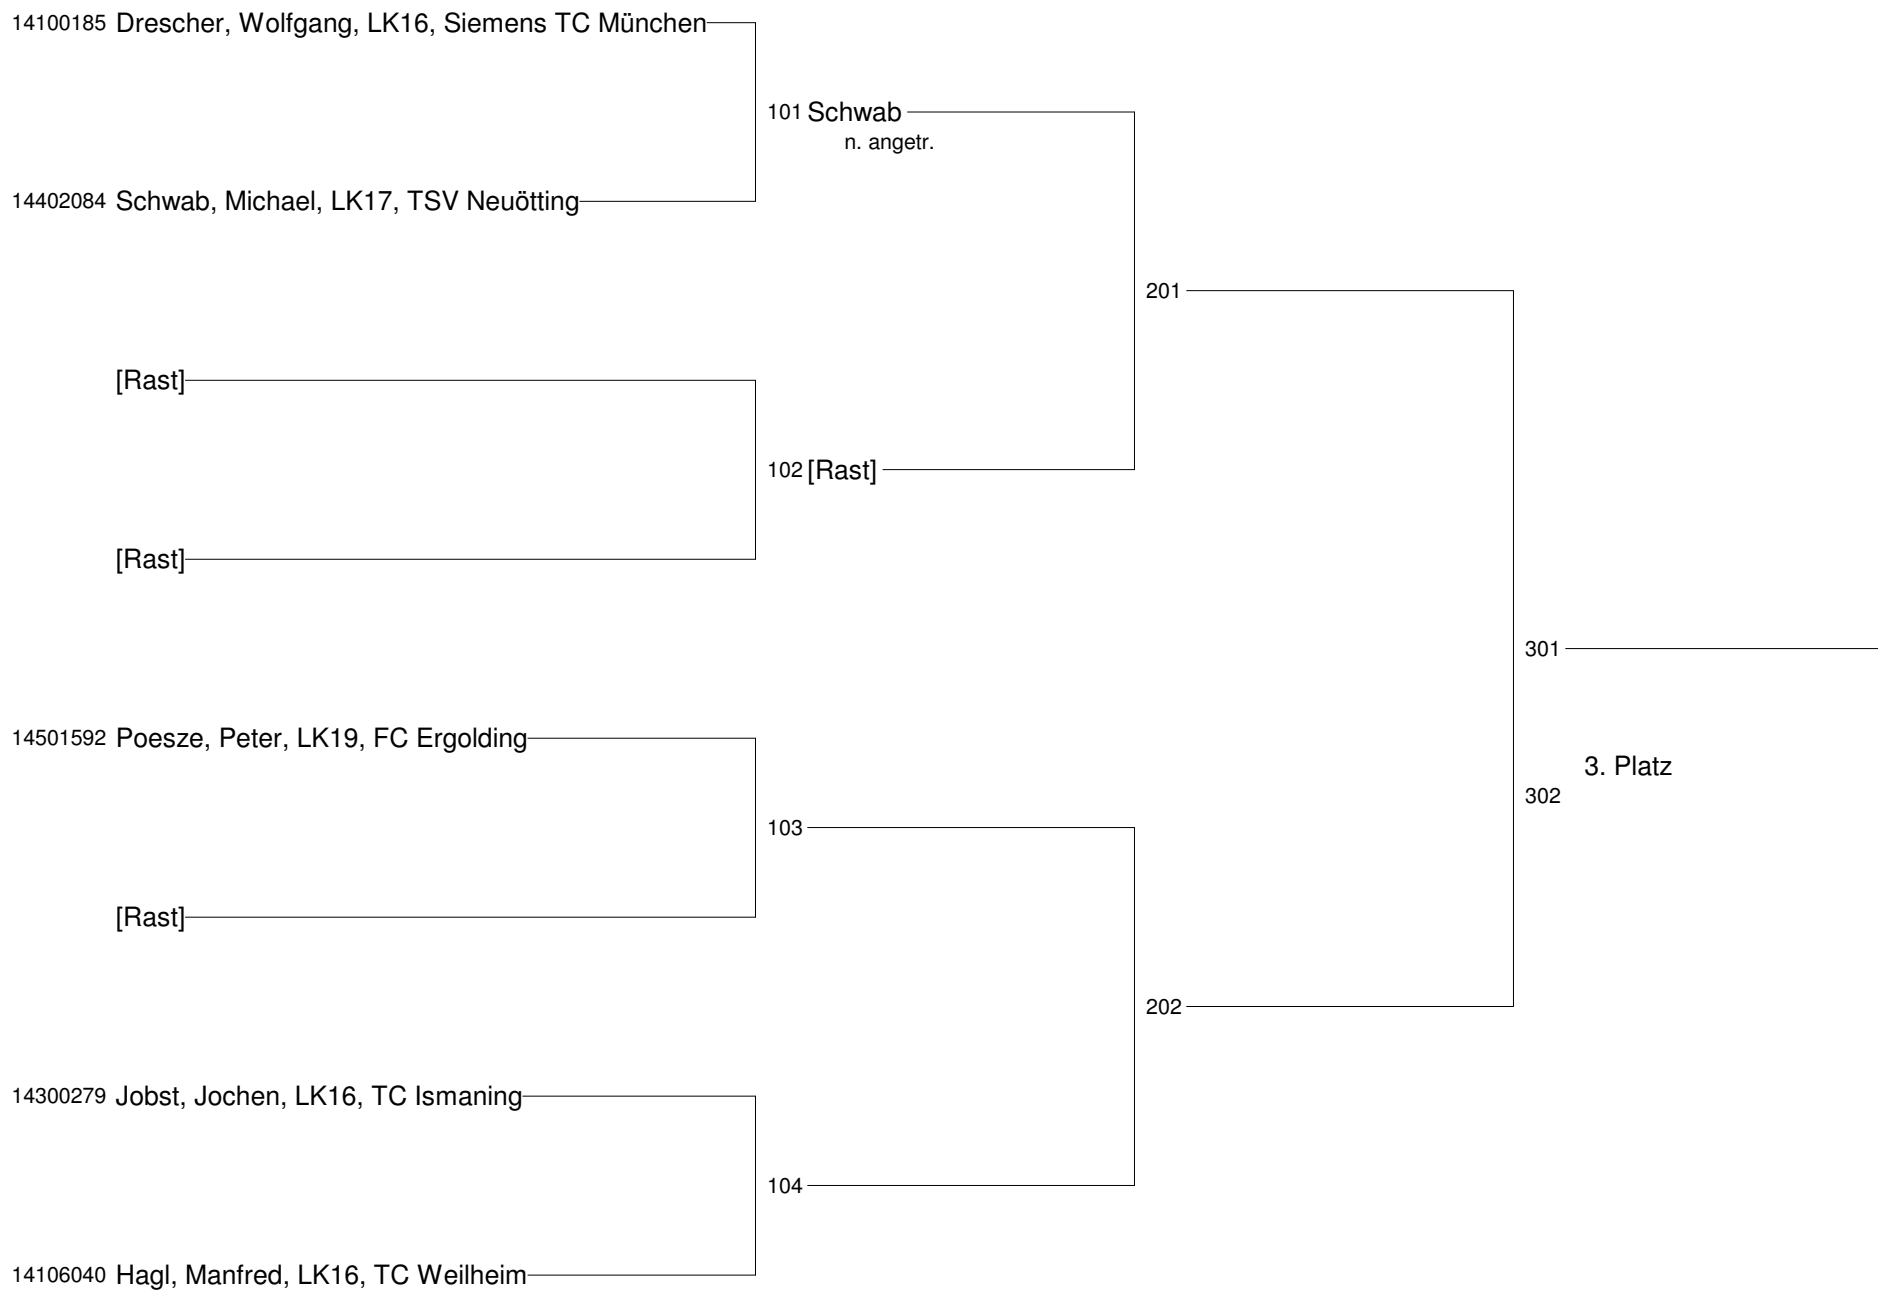 14100185 Drescher, Wolfgang, LK16, Siemens TC München
101 Schwab
n. angetr.
14402084 Schwab, Michael, LK17, TSV Neuötting
201
[Rast]
102 [Rast]
[Rast]
301
14501592 Poesze, Peter, LK19, FC Ergolding
3. Platz
302
103
[Rast]
202
14300279 Jobst, Jochen, LK16, TC Ismaning
104
14106040 Hagl, Manfred, LK16, TC Weilheim